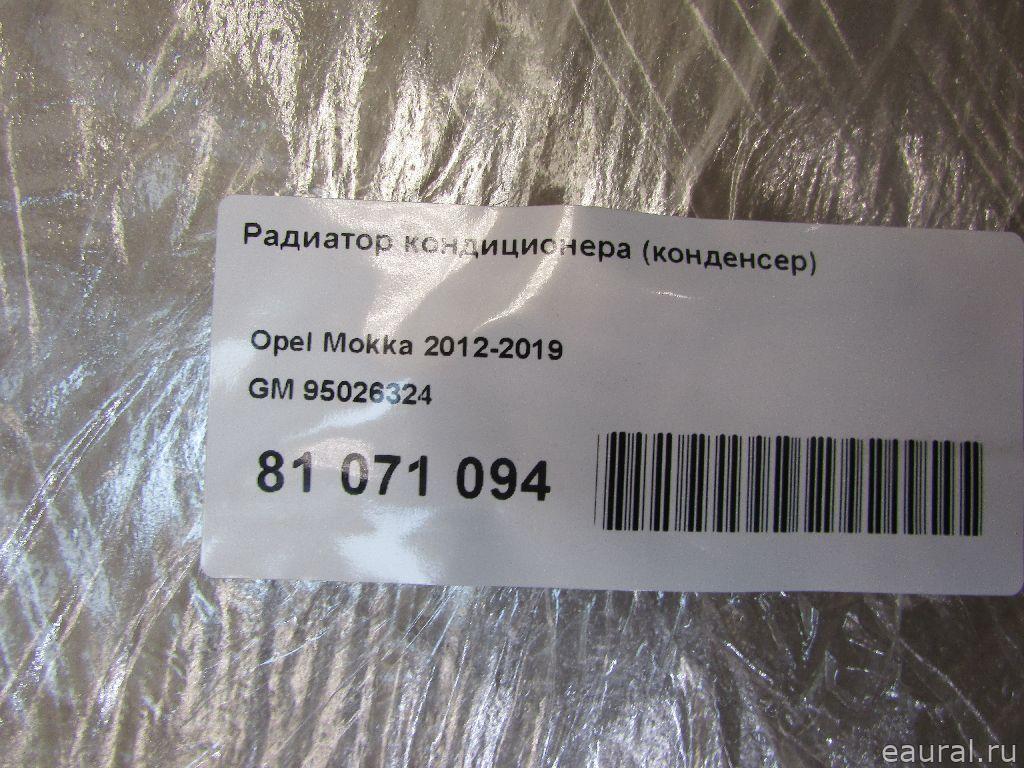 Радиатор кондиционера (конденсер)
Opel Mokka 2012-2019
GM 95026324
81 071 094
eaural.ru